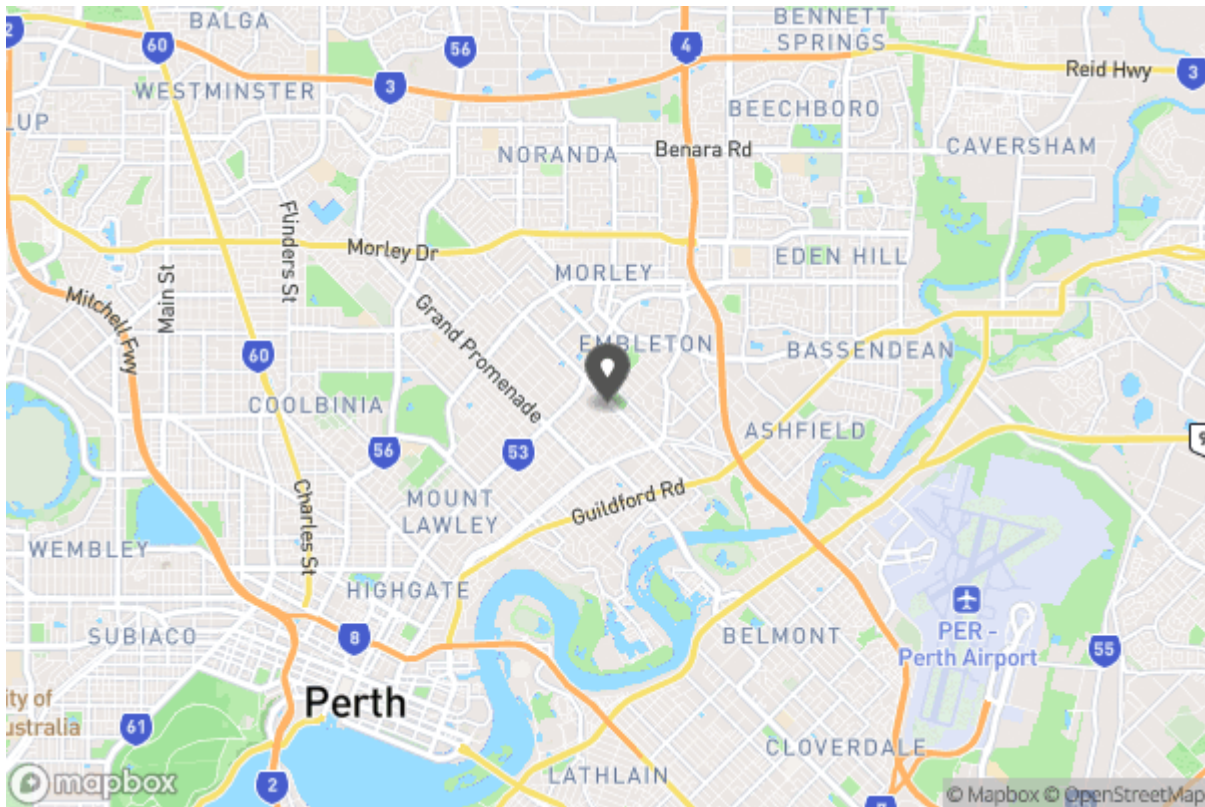 BALGA
BENNETT
SPRINGS
2
60
56
4
3
Reid Hwy
3
WESTMINSTER
BEECHBORO
LUP
NORANDA
Benara Rd
CAVERSHAM
Flinders St
Morley Dr
EDEN HILL
MORLEY
Main St
Mitchell Fwy
Grand Promenade
60
EMBLETON
BASSENDEAN
COOLBINIA
56
53
ASHFIELD
9
MOUNT
LAWLEY
Guildford Rd
Charles St
WEMBLEY
HIGHGATE
SUBIACO
8
BELMONT
PER -
Perth Airport
55
ity of
ustralia
61
Perth
CLOVERDALE
2
LATHLAIN
mapbox
© Mapbox © OpenStreetMap